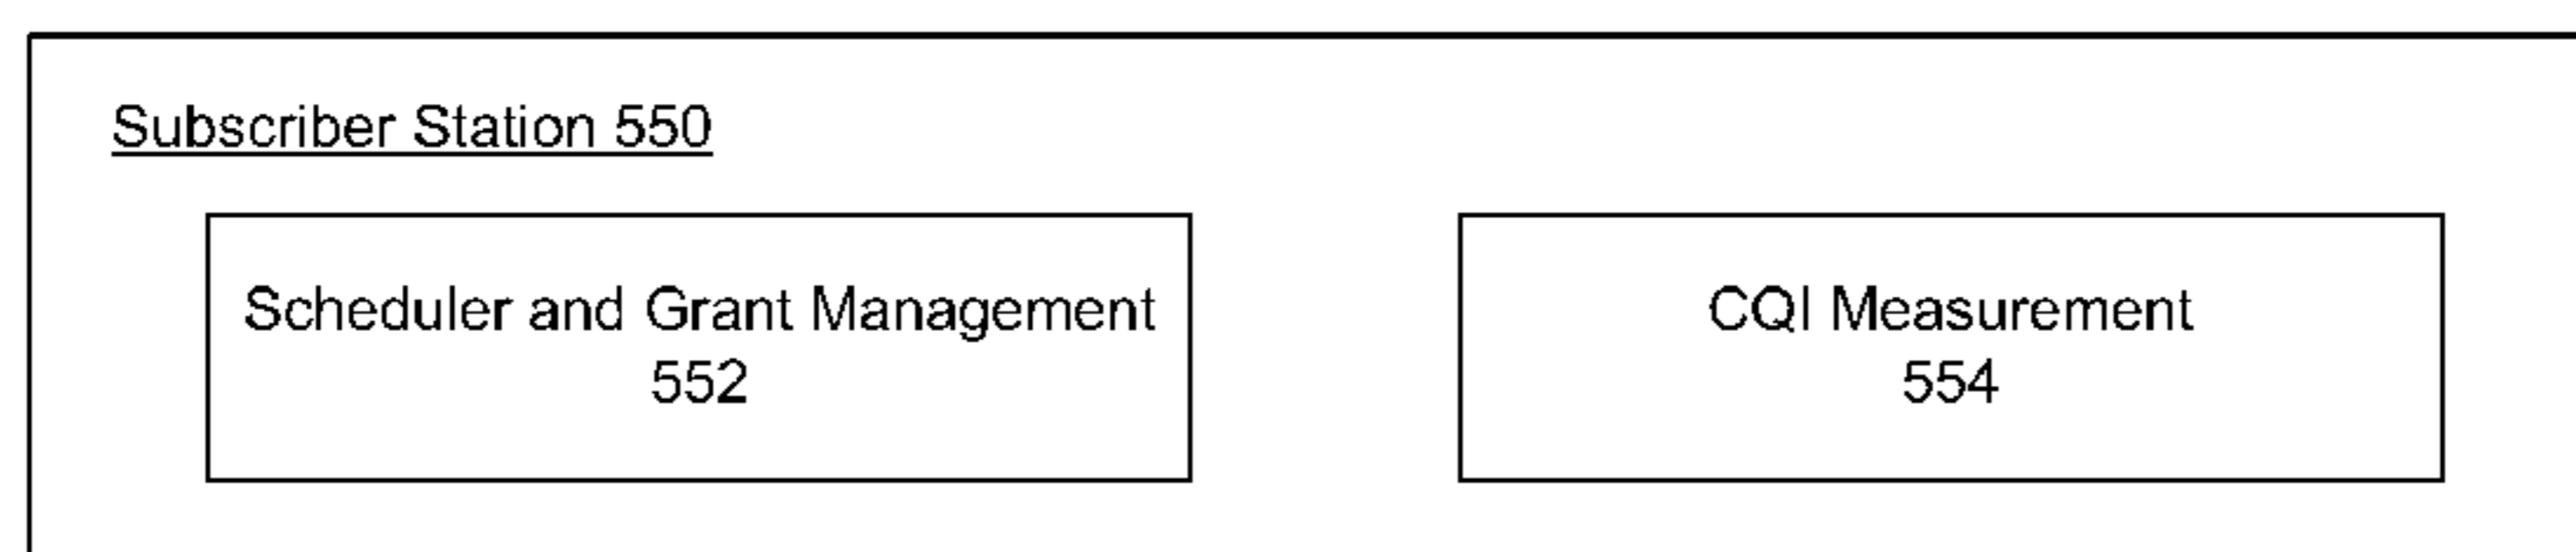 Subscriber Station 550
Scheduler and Grant Management
552
CQI Measurement
554